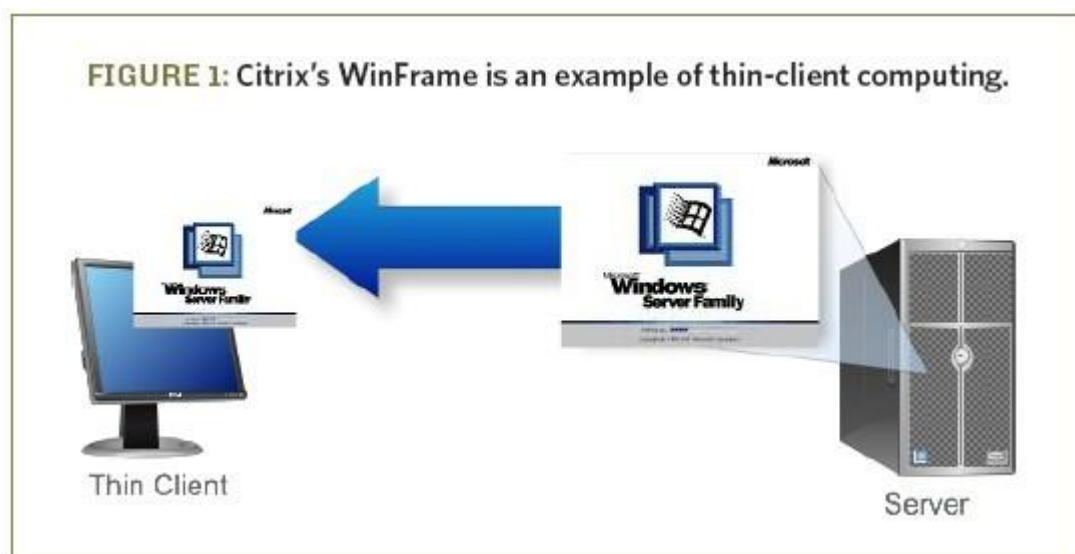 FIGURE 1: Citrix's WinFrame is an example of thin-client computing.
Microsoft
Microsoft
Microsoft
Windows
Server Family
Windows
Server Family
Thin Client
Server